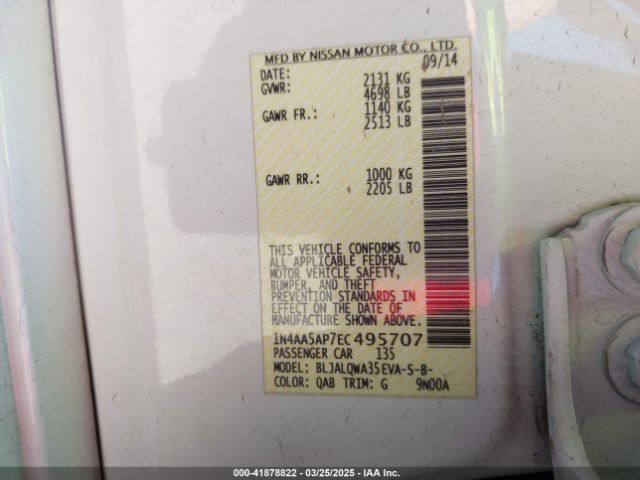 MFD BY NISSAN MOTOR CO., LTD.
DATE: 09/14
GVWR: 2131 KG
4698 LB
GAWR FR.: 1140 KG
2513 LB
GAWR RR.: 1000 KG
2205 LB
THIS VEHICLE CONFORMS TO
ALL APPLICABLE FEDERAL
MOTOR VEHICLE SAFETY,
BUMPER, AND THEFT
PREVENTION STANDARDS IN
EFFECT ON THE DATE OF
MANUFACTURE SHOWN ABOVE.
1N4AA5AP7EC495707
PASSENGER CAR 135
MODEL: BLJALQWA35EVA-S-B-
COLOR: QAB TRIM: G 9N00A
000-41878822 // 03/25/2025 // IAA Inc. //